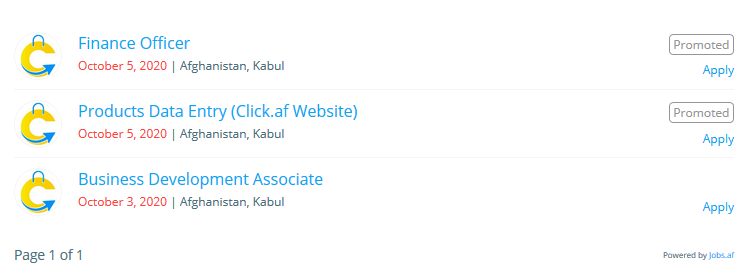 Finance Officer
Promoted
October 5, 2020 | Afghanistan, Kabul
Apply
Products Data Entry (Click.af Website)
Promoted
October 5, 2020 | Afghanistan, Kabul
Apply
Business Development Associate
October 3, 2020 | Afghanistan, Kabul
Apply
Page 1 of 1
Powered by Jobs.af